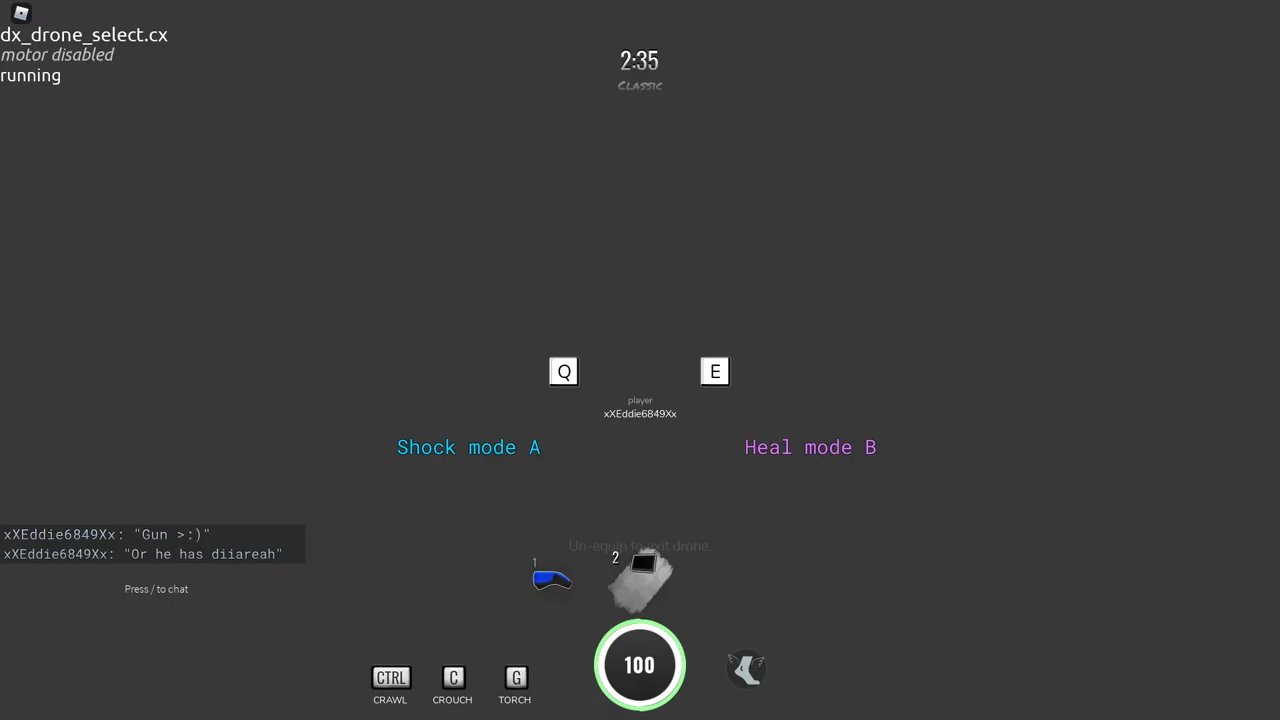 dx_drone_select.cx
motor disabled
running
2:35
Classic
Q
E
player
xXEddie6849Xx
Shock mode A
Heal mode B
xXEddie6849Xx: "Gun >:)"
xXEddie6849Xx: "Or he has diiareah"
Press / to chat
Un-equip to exit drone.
1
2
100
CTRL
C
G
CRAWL
CROUCH
TORCH